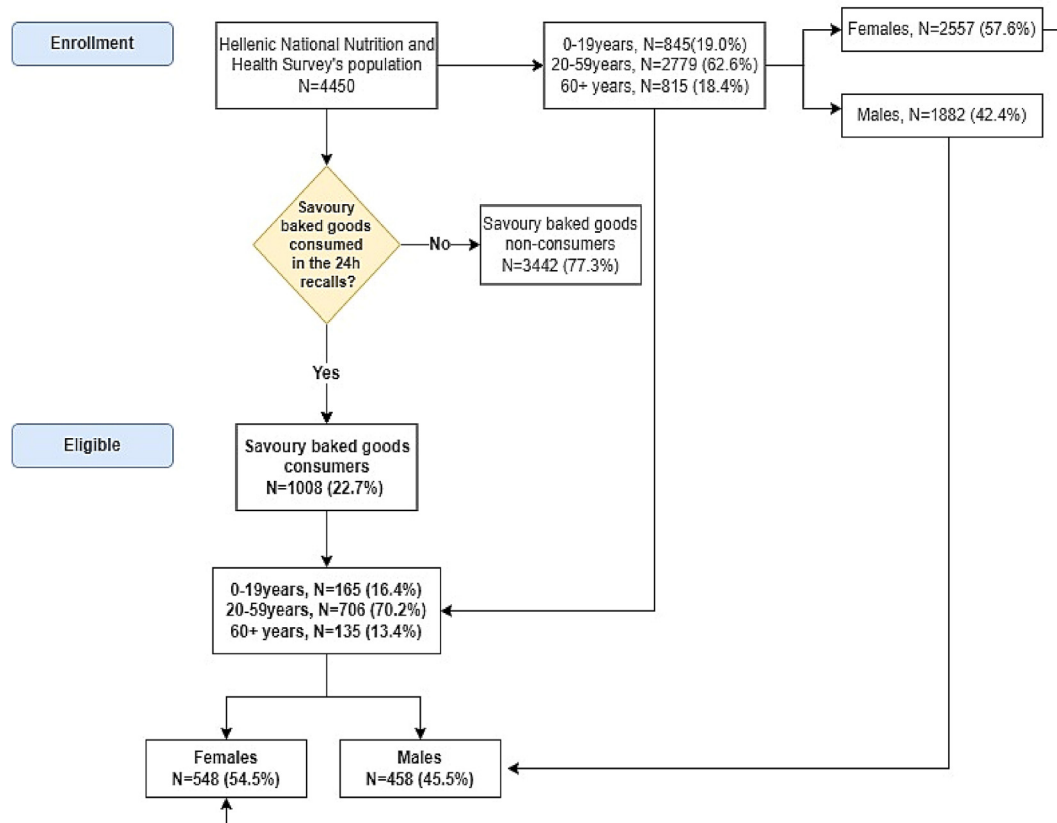 Enrollment
Hellenic National Nutrition and
Health Survey's population
N=4450
0-19years, N=845(19.0%)
20-59years, N=2779 (62.6%)
60+ years, N=815 (18.4%)
Females, N=2557 (57.6%)
Males, N=1882 (42.4%)
Savoury
baked goods
consumed
in the 24h
recalls?
No
Savoury baked goods
non-consumers
N=3442 (77.3%)
Yes
Eligible
Savoury baked goods
consumers
N=1008 (22.7%)
0-19years, N=165 (16.4%)
20-59years, N=706 (70.2%)
60+ years, N=135 (13.4%)
Females
N=548 (54.5%)
Males
N=458 (45.5%)